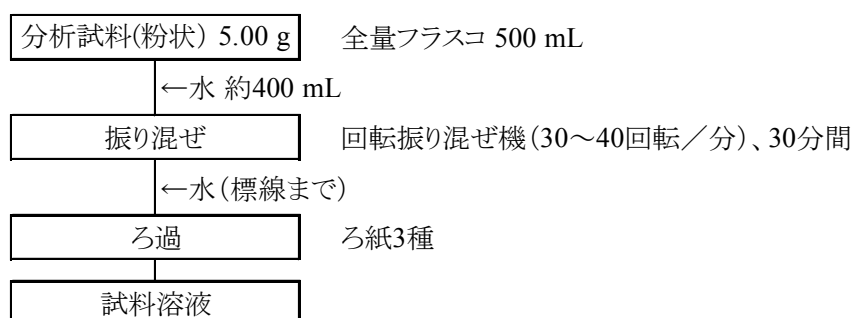 分析試料(粉状) 5.00 g 全量フラスコ 500 mL
←水 約400 mL
振り混ぜ 回転振り混ぜ機(30~40回転/分)、30分間
←水(標線まで)
ろ過 ろ紙3種
試料溶液